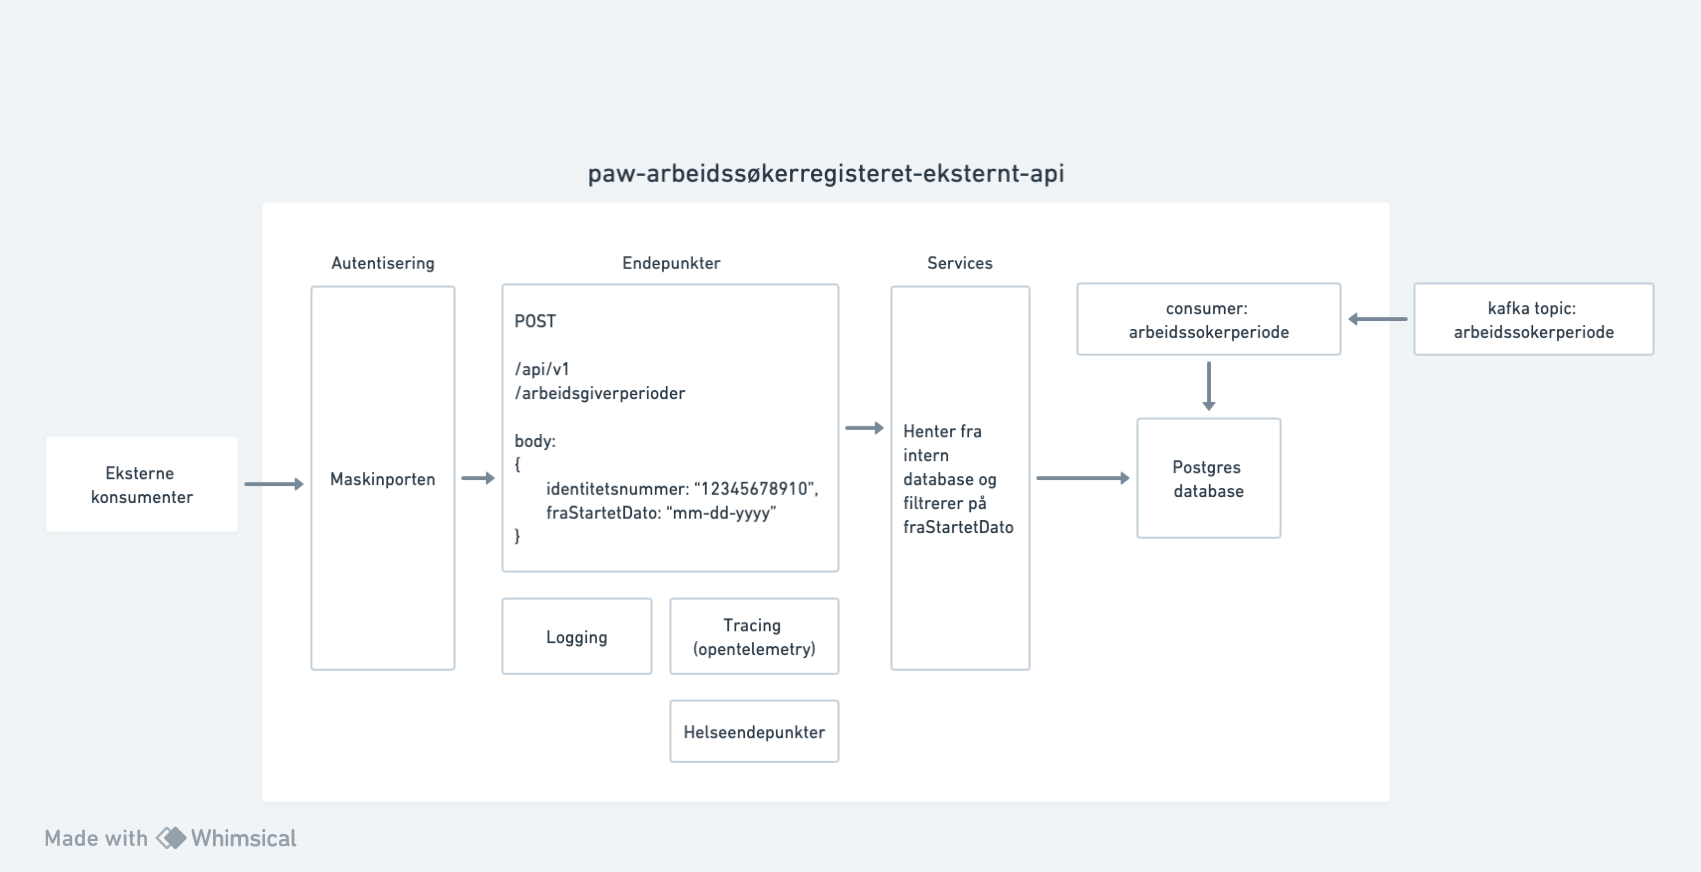 paw-arbeidssøkerregisteret-eksternt-api
Autentisering
Endepunkter
Services
Eksterne
konsumenter
Maskinporten
POST
/api/v1
/arbeidsgiverperioder
body:
{
identitetsnummer: “12345678910”,
fraStartetDato: “mm-dd-yyyy”
}
Logging
Tracing
(opentelemetry)
Helseendepunkter
Henter fra
intern
database og
filtrerer på
fraStartetDato
consumer:
arbeidssokerperiode
kafka topic:
arbeidssokerperiode
Postgres
database
Made with Whimsical